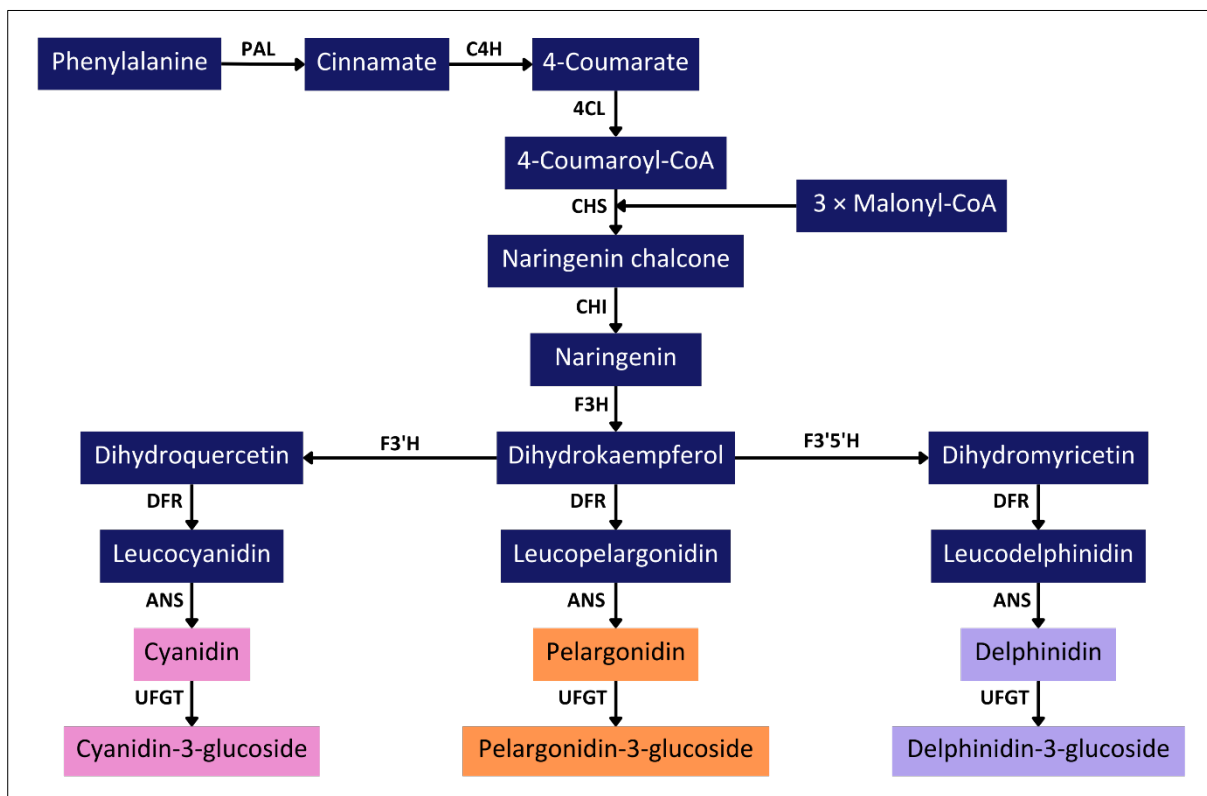 PAL
C4H
Phenylalanine
Cinnamate
4-Coumarate
4CL
4-Coumaroyl-CoA
CHS
3 × Malonyl-CoA
Naringenin chalcone
CHI
Naringenin
F3H
F3'H
F3'5'H
Dihydroquercetin
Dihydrokaempferol
Dihydromyricetin
DFR
DFR
DFR
Leucocyanidin
Leucopelargonidin
Leucodelphinidin
ANS
ANS
ANS
Cyanidin
Pelargonidin
Delphinidin
UFGT
UFGT
UFGT
Cyanidin-3-glucoside
Pelargonidin-3-glucoside
Delphinidin-3-glucoside